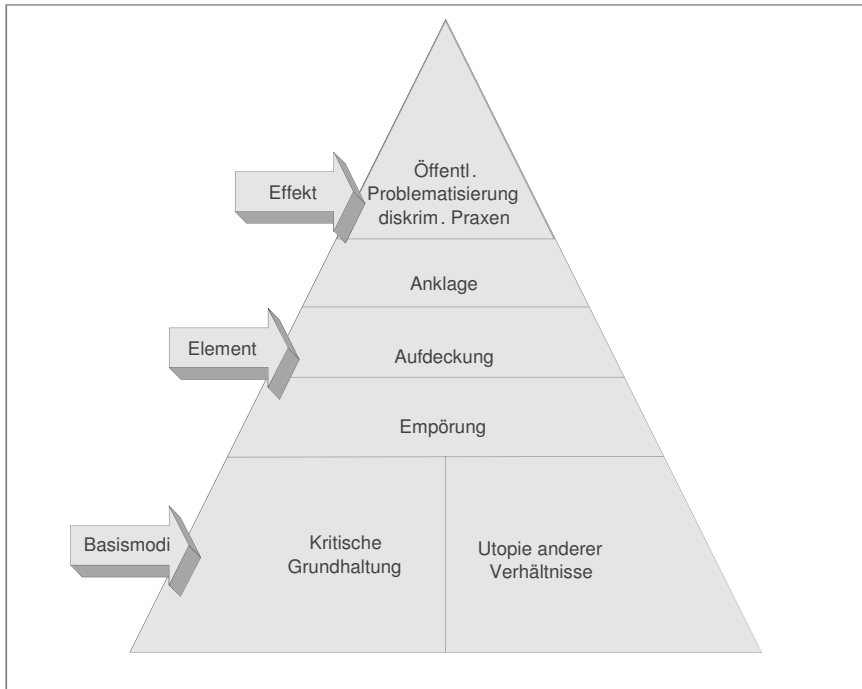 Effekt
Öffentl.
Problematisierung
diskrim. Praxen
Anklage
Element
Aufdeckung
Empörung
Basismodi
Kritische
Grundhaltung
Utopie anderer
Verhältnisse